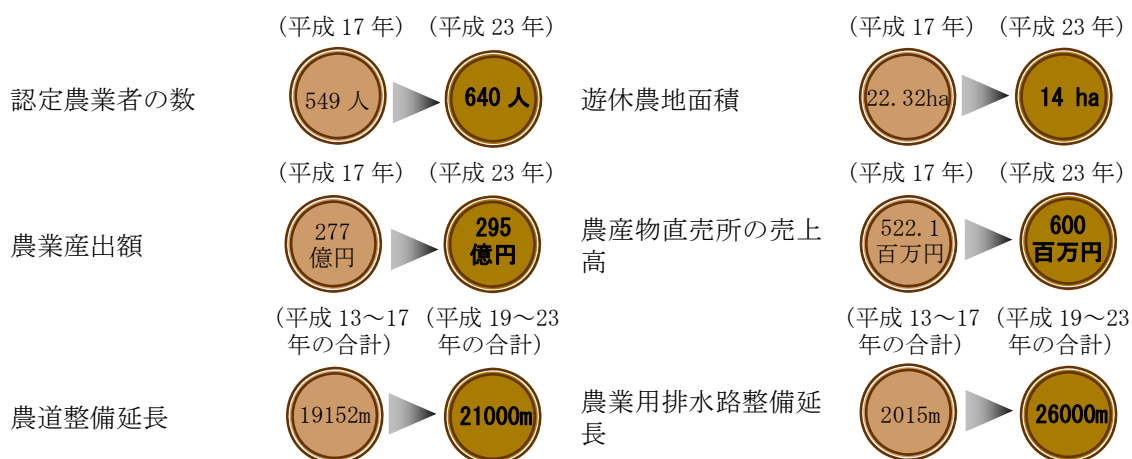 (平成 17 年) (平成 23 年)
認定農業者の数
549 人
640 人
(平成 17 年) (平成 23 年)
遊休農地面積
22.32ha
14 ha
(平成 17 年) (平成 23 年)
農業産出額
277
億円
295
億円
(平成 17 年) (平成 23 年)
農産物直売所の売上
高
522.1
百万円
600
百万円
(平成 13～17
年の合計)
(平成 19～23
年の合計)
農道整備延長
19152m
21000m
(平成 13～17
年の合計)
(平成 19～23
年の合計)
農業用排水路整備延
長
2015m
26000m